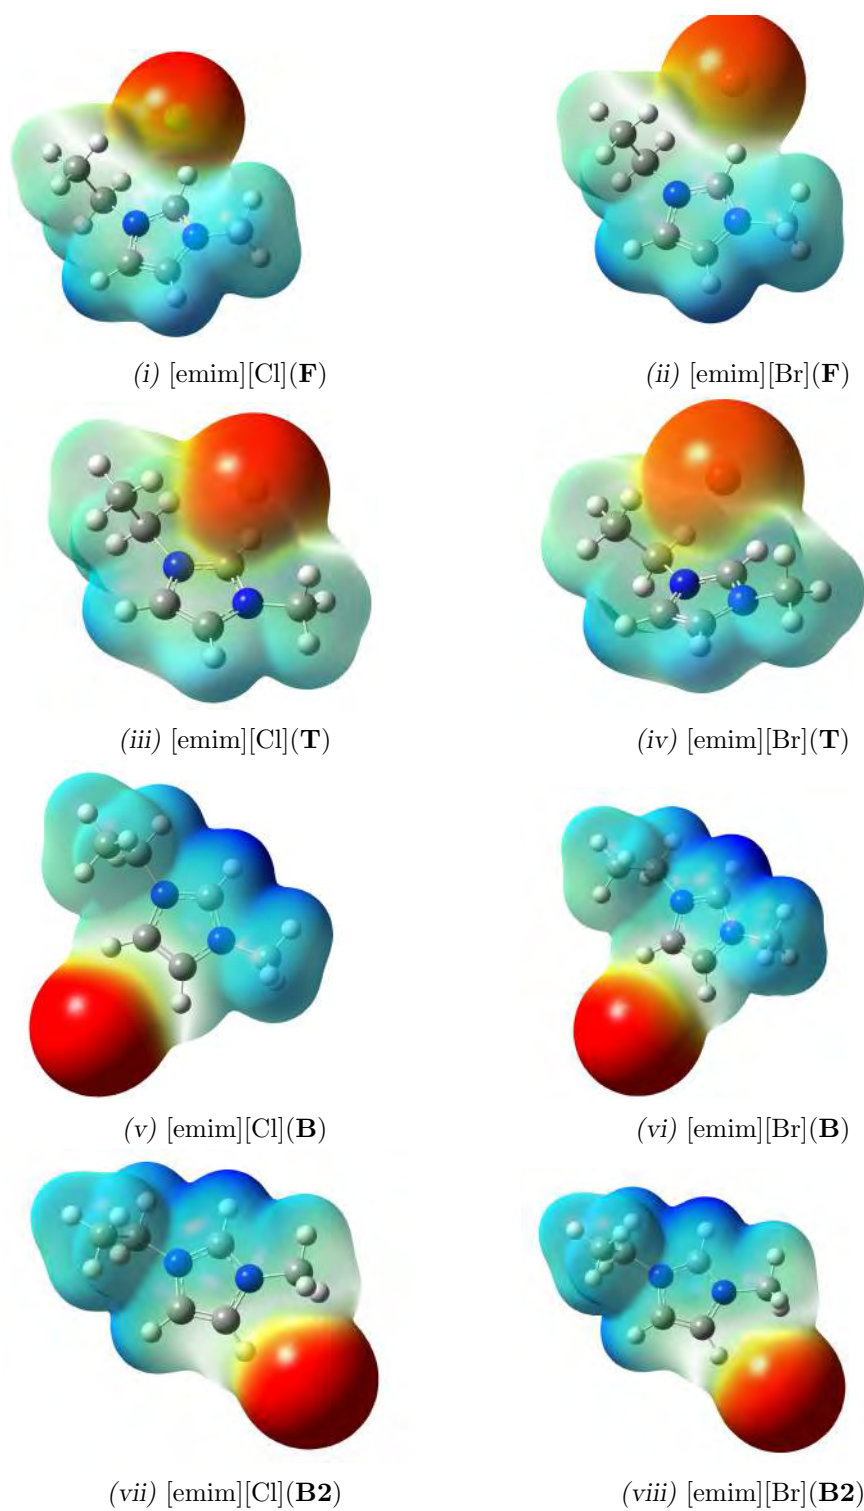 (i) [emim][Cl](F)
(ii) [emim][Br](F)
(iii) [emim][Cl](T)
(iv) [emim][Br](T)
(v) [emim][Cl](B)
(vi) [emim][Br](B)
(vii) [emim][Cl](B2)
(viii) [emim][Br](B2)